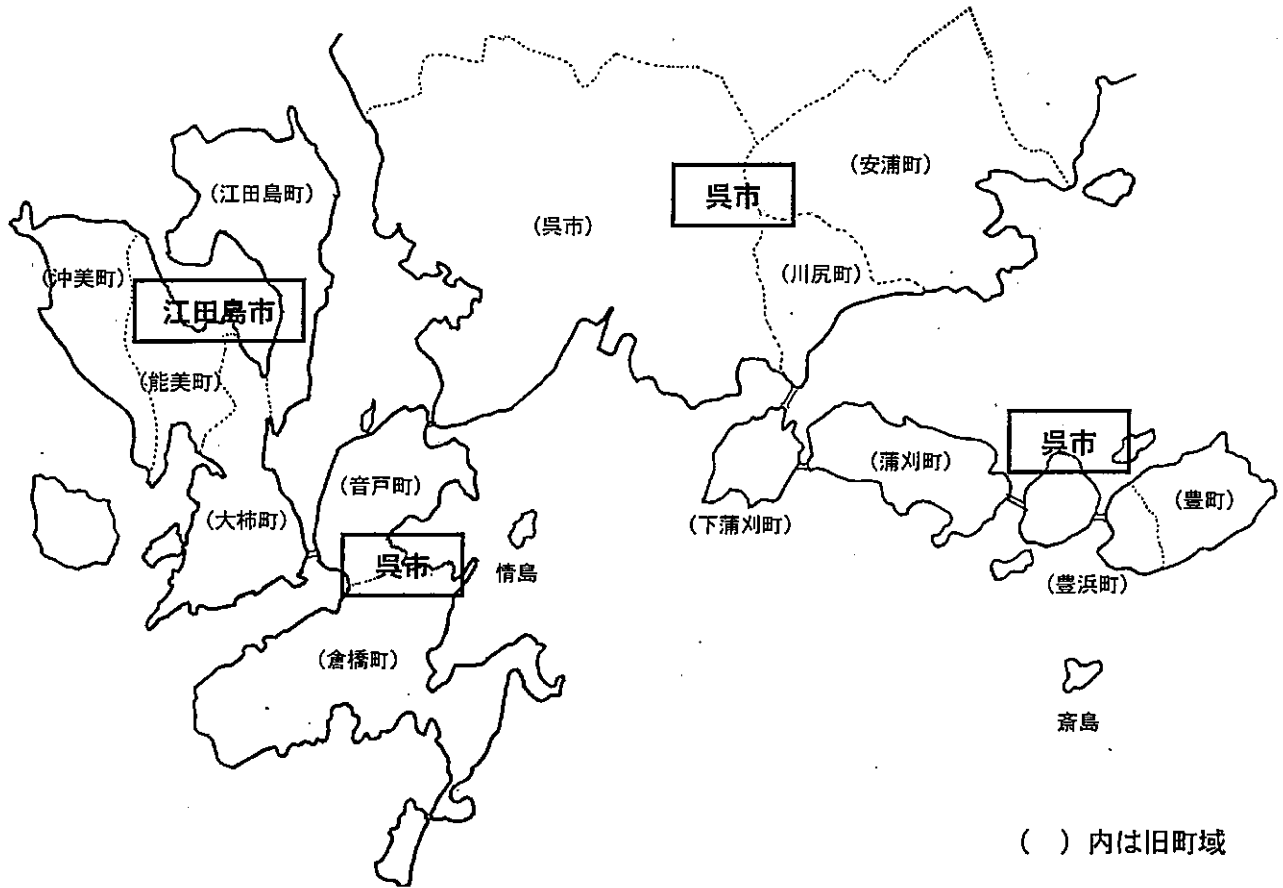 (安浦町)
(江田島町)
呉市
(呉市)
(沖美町)
(川尻町)
江田島市
(能美町)
呉市
(蒲刈町)
(音戸町)
(豊町)
(大柿町)
(下蒲刈町)
呉市
情島
(豊浜町)
(倉橋町)
斎島
( )内は旧町域